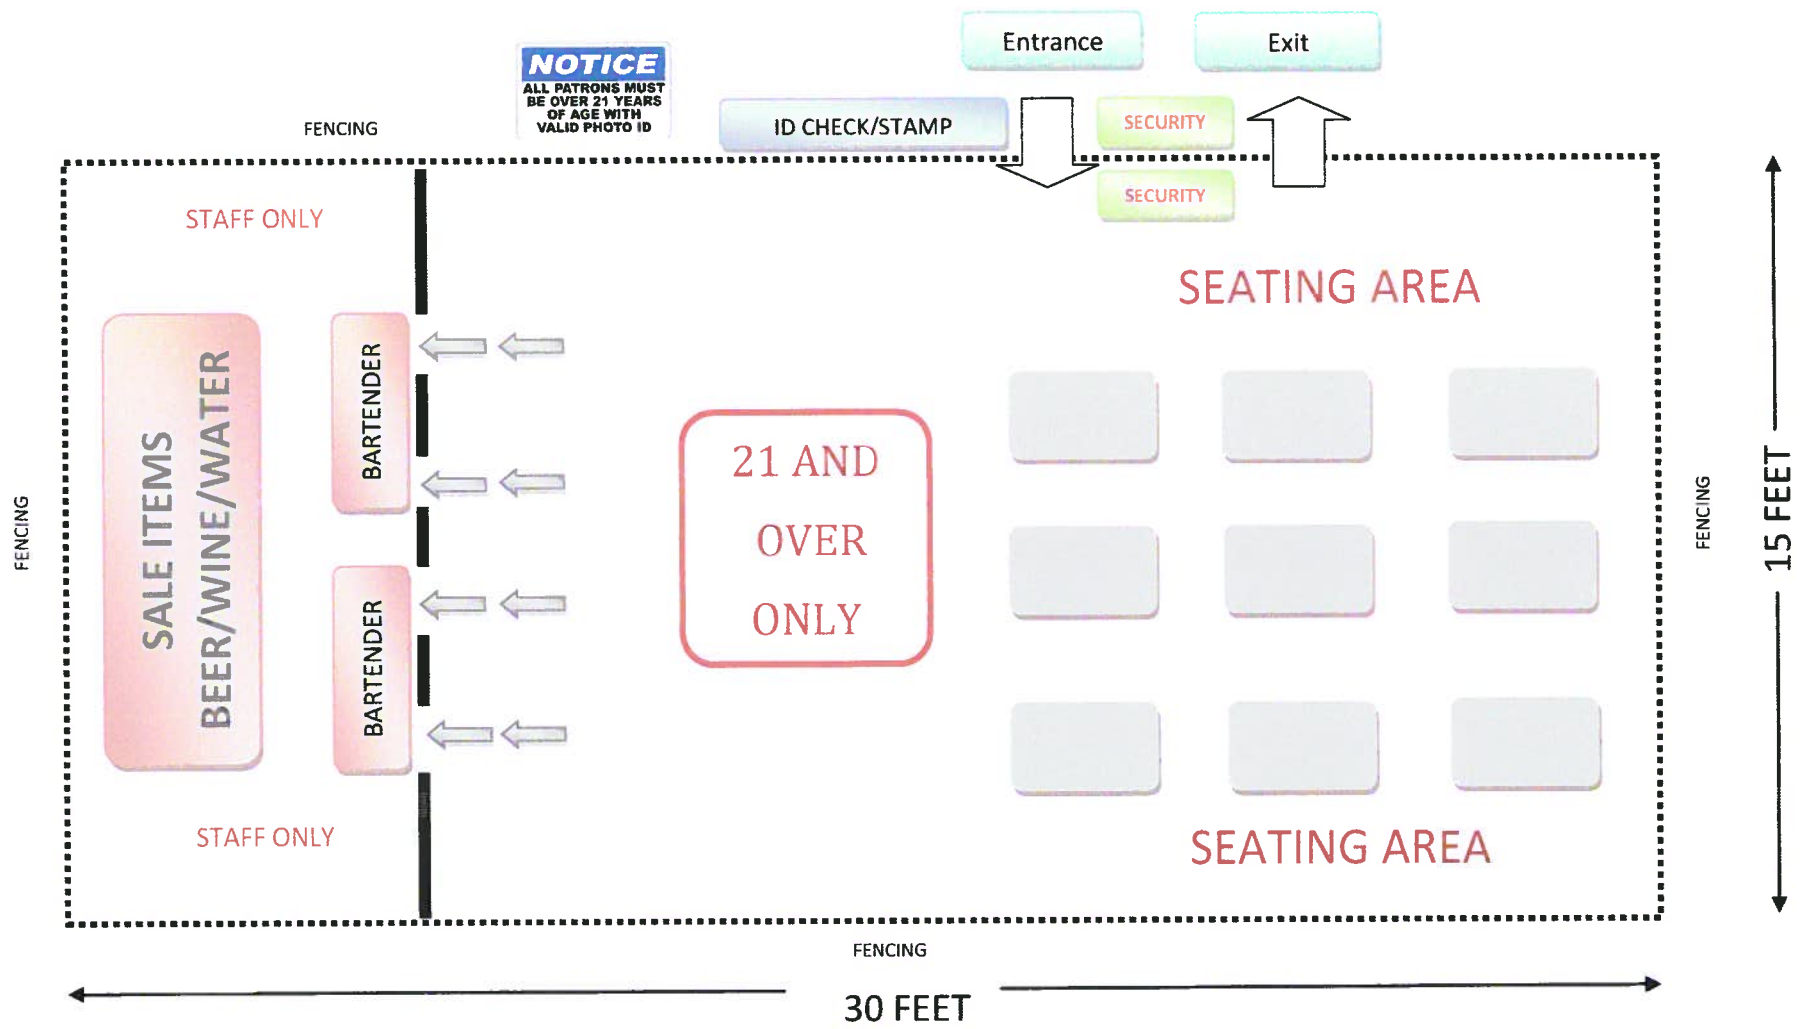 Entrance
Exit
NOTICE
ALL PATRONS MUST
BE OVER 21 YEARS
OF AGE WITH
VALID PHOTO ID
FENCING
ID CHECK/STAMP
SECURITY
SECURITY
STAFF ONLY
SEATING AREA
SALE ITEMS
BEER/WINE/WATER
BARTENDER
BARTENDER
21 AND
OVER
ONLY
FENCING
FENCING
15 FEET
STAFF ONLY
SEATING AREA
FENCING
30 FEET